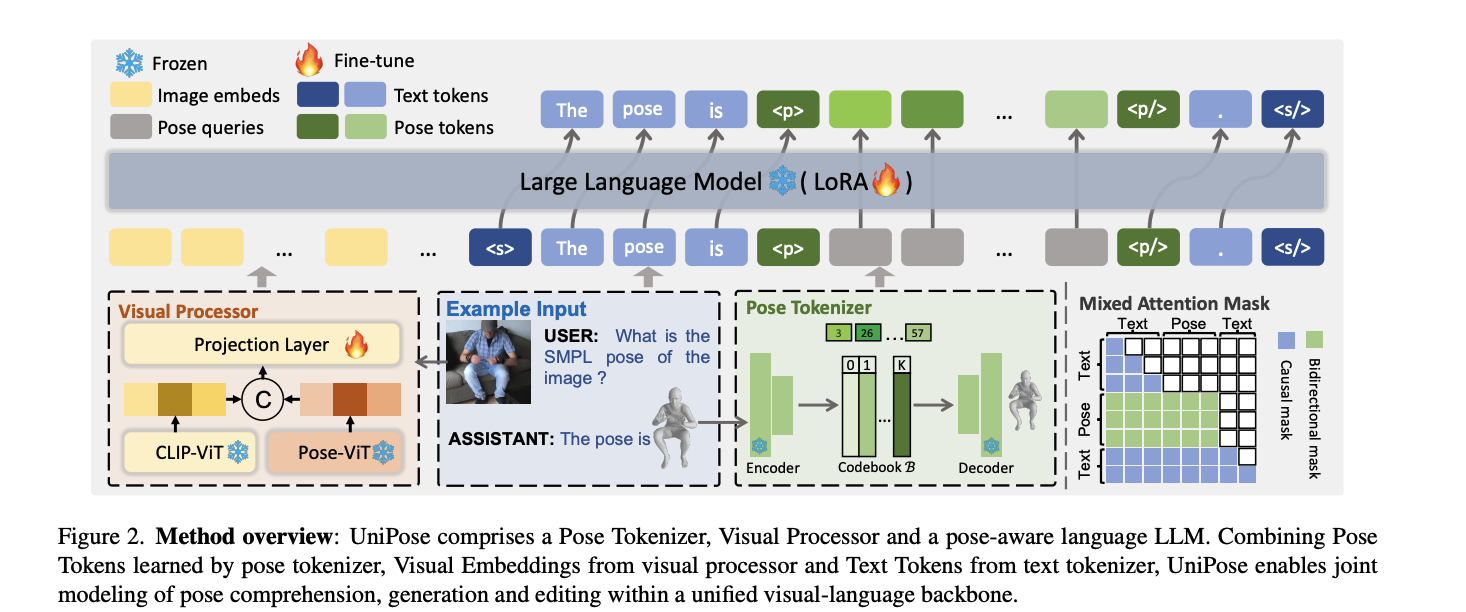 Frozen Fine-tune
Image embeds Text tokens
Pose queries Pose tokens
The pose is <p> ... <p/> . <s/>
Large Language Model ( LoRA )
... ... <s> The pose is <p> ... <p/> . <s/>
Visual Processor
Projection Layer
C
CLIP-ViT Pose-ViT
Example Input
USER: What is the
SMPL pose of the
image ?
ASSISTANT: The pose is
Pose Tokenizer
3 26 ... 57
0 1 K
...
Encoder Codebook ℬ Decoder
Mixed Attention Mask
Text Pose Text
Text
Pose
Text
Causal mask
Bidirectional mask
Figure 2. Method overview: UniPose comprises a Pose Tokenizer, Visual Processor and a pose-aware language LLM. Combining Pose
Tokens learned by pose tokenizer, Visual Embeddings from visual processor and Text Tokens from text tokenizer, UniPose enables joint
modeling of pose comprehension, generation and editing within a unified visual-language backbone.